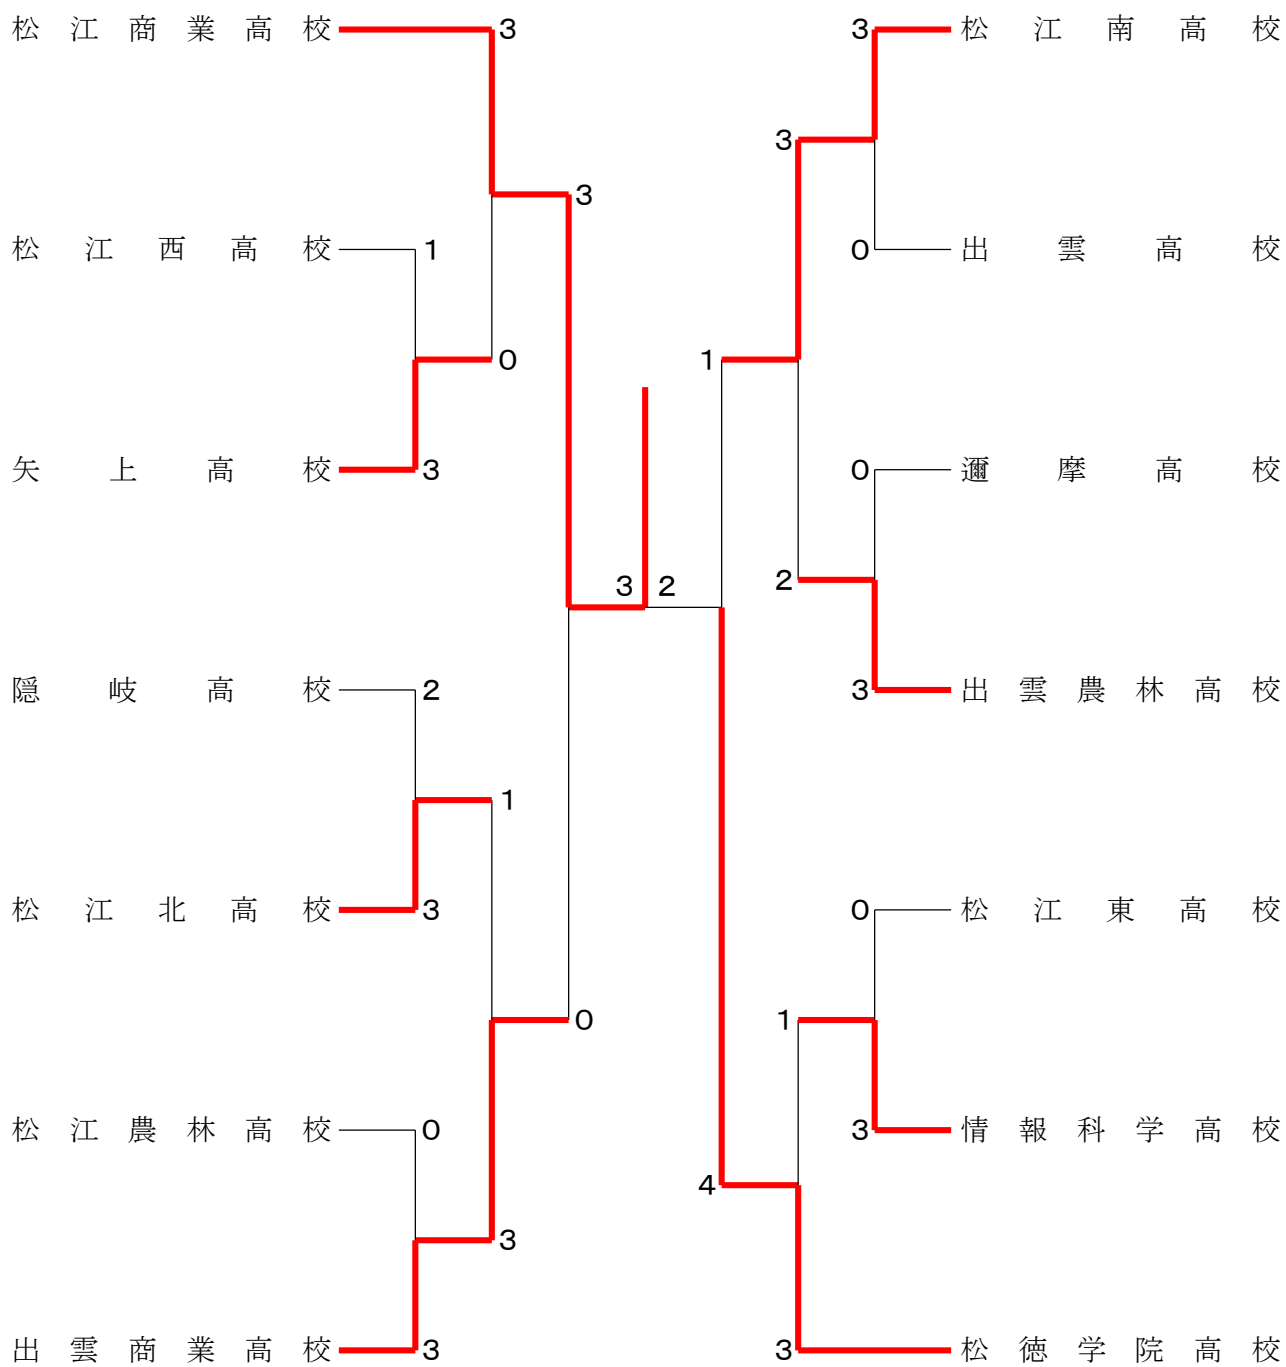 松江商業高校 3 3 松江南高校
3
3
松江西高校 1 0 出雲高校
0 1
矢上高校 3 0 邇摩高校
3 2 2
隠岐高校 2 3 出雲農林高校
1
松江北高校 3 0 松江東高校
0 1
松江農林高校 0 3 情報科学高校
4
3
出雲商業高校 3 3 松徳学院高校